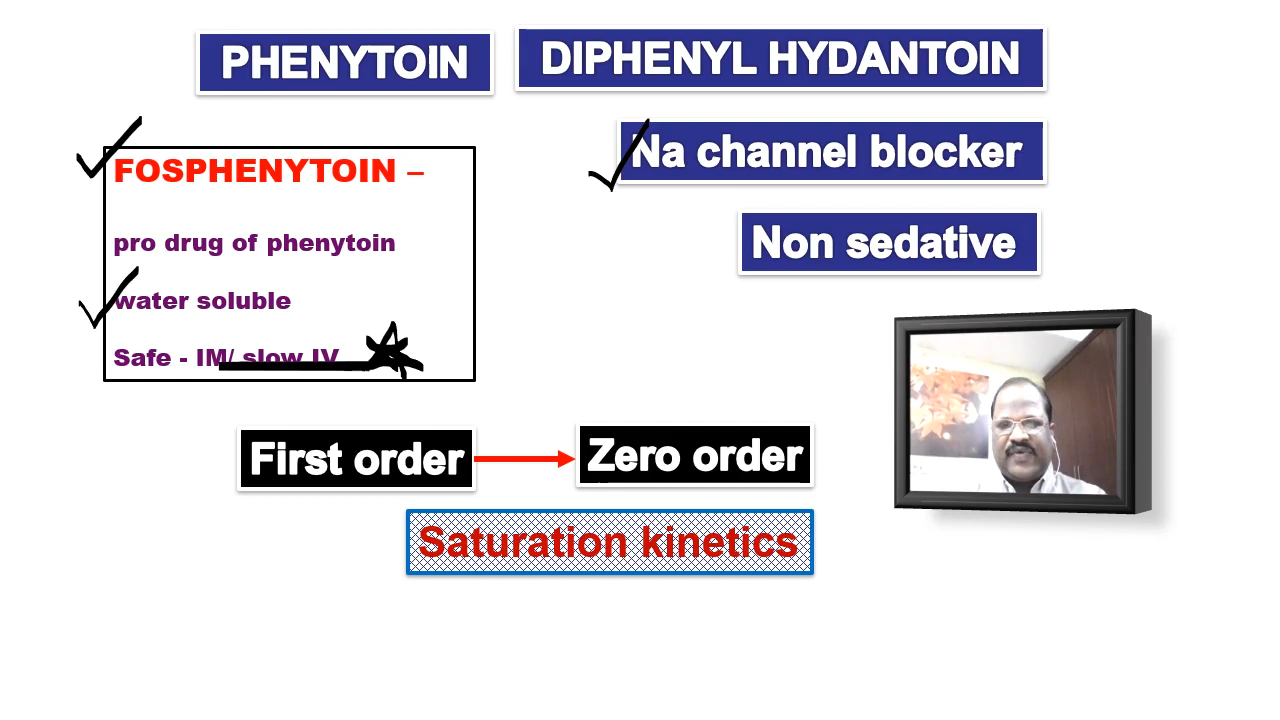 PHENYTOIN
DIPHENYL HYDANTOIN
Na channel blocker
Non sedative
FOSPHENYTOIN –
pro drug of phenytoin
water soluble
Safe - IM/ slow IV
First order
Zero order
Saturation kinetics